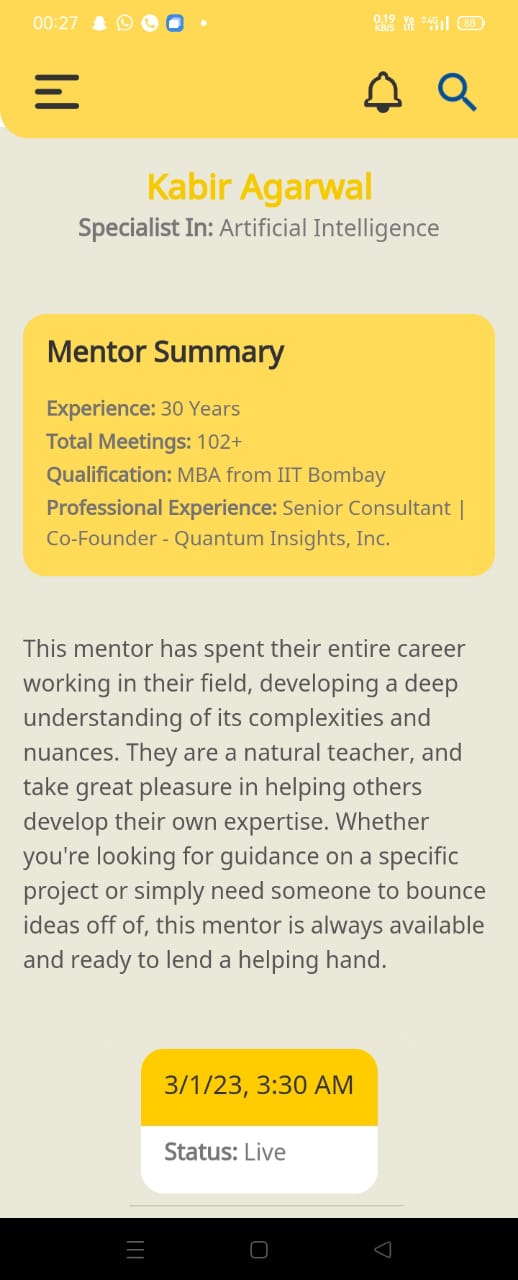 00:27
0.19 KB/S Vo LTE 4G 88
Kabir Agarwal
Specialist In: Artificial Intelligence
Mentor Summary
Experience: 30 Years
Total Meetings: 102+
Qualification: MBA from IIT Bombay
Professional Experience: Senior Consultant |
Co-Founder - Quantum Insights, Inc.
This mentor has spent their entire career
working in their field, developing a deep
understanding of its complexities and
nuances. They are a natural teacher, and
take great pleasure in helping others
develop their own expertise. Whether
you're looking for guidance on a specific
project or simply need someone to bounce
ideas off of, this mentor is always available
and ready to lend a helping hand.
3/1/23, 3:30 AM
Status: Live